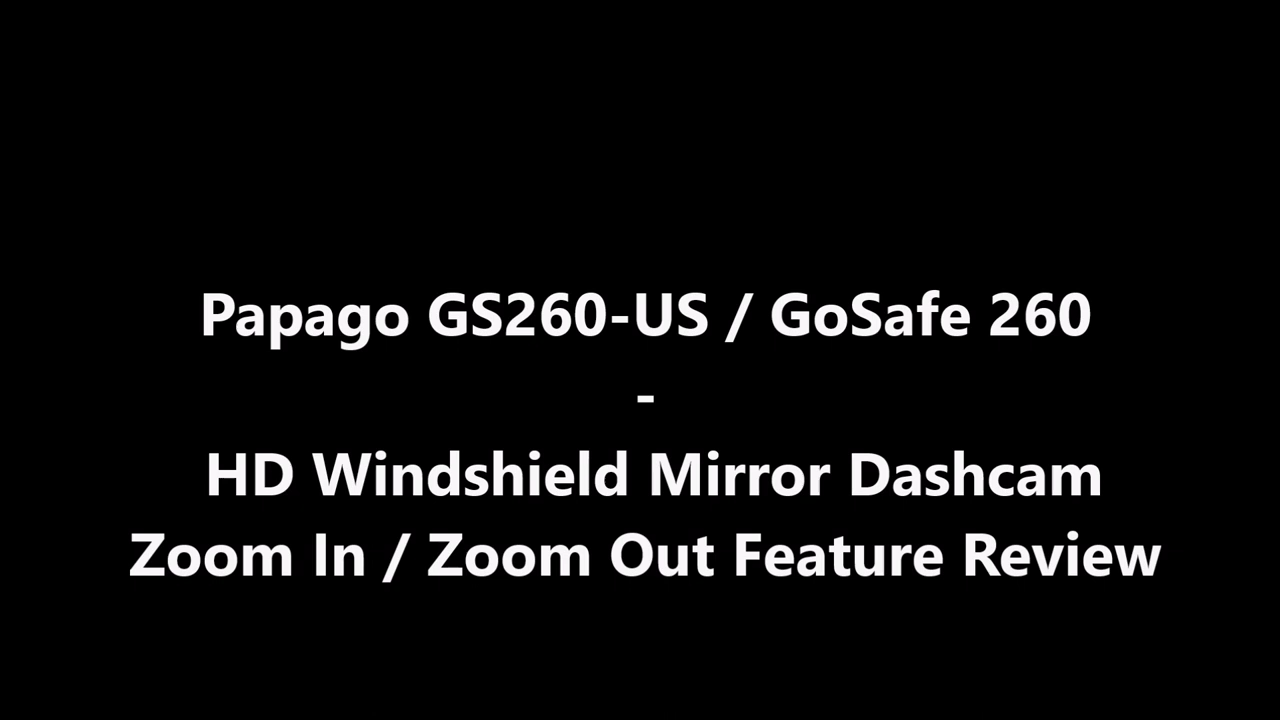 Papago GS260-US / GoSafe 260
-
HD Windshield Mirror Dashcam
Zoom In / Zoom Out Feature Review